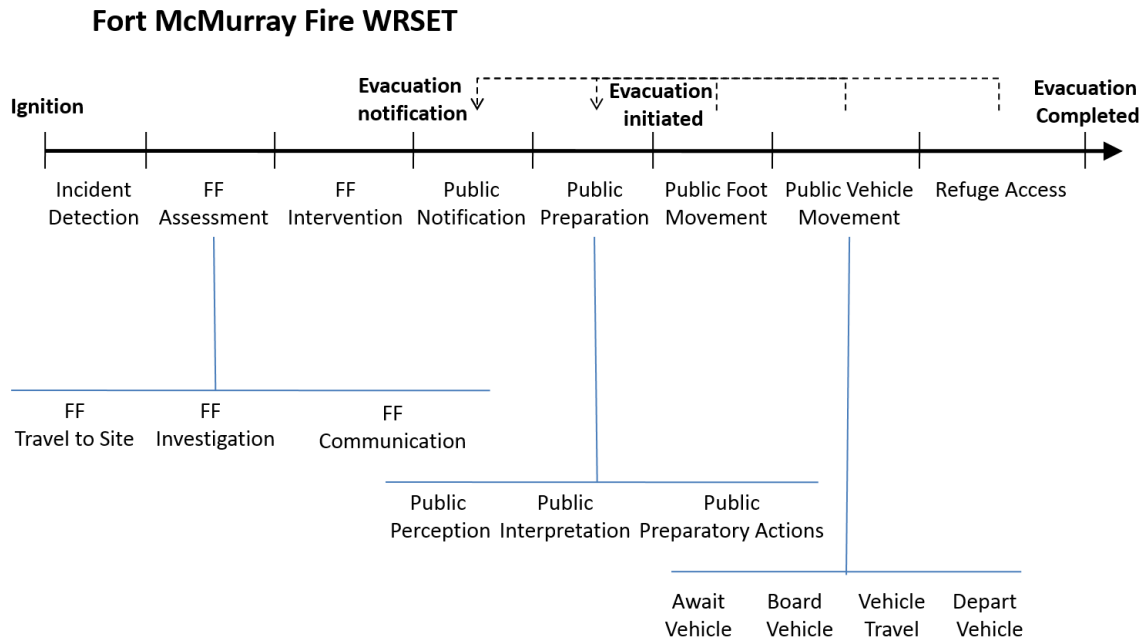 Fort McMurray Fire WRSET
Ignition
Evacuation
notification
Evacuation
initiated
Evacuation
Completed
Incident
Detection
FF
Assessment
FF
Intervention
Public
Notification
Public
Preparation
Public Foot
Movement
Public Vehicle
Movement
Refuge Access
FF
Travel to Site
FF
Investigation
FF
Communication
Public
Perception
Public
Interpretation
Public
Preparatory Actions
Await
Vehicle
Board
Vehicle
Vehicle
Travel
Depart
Vehicle